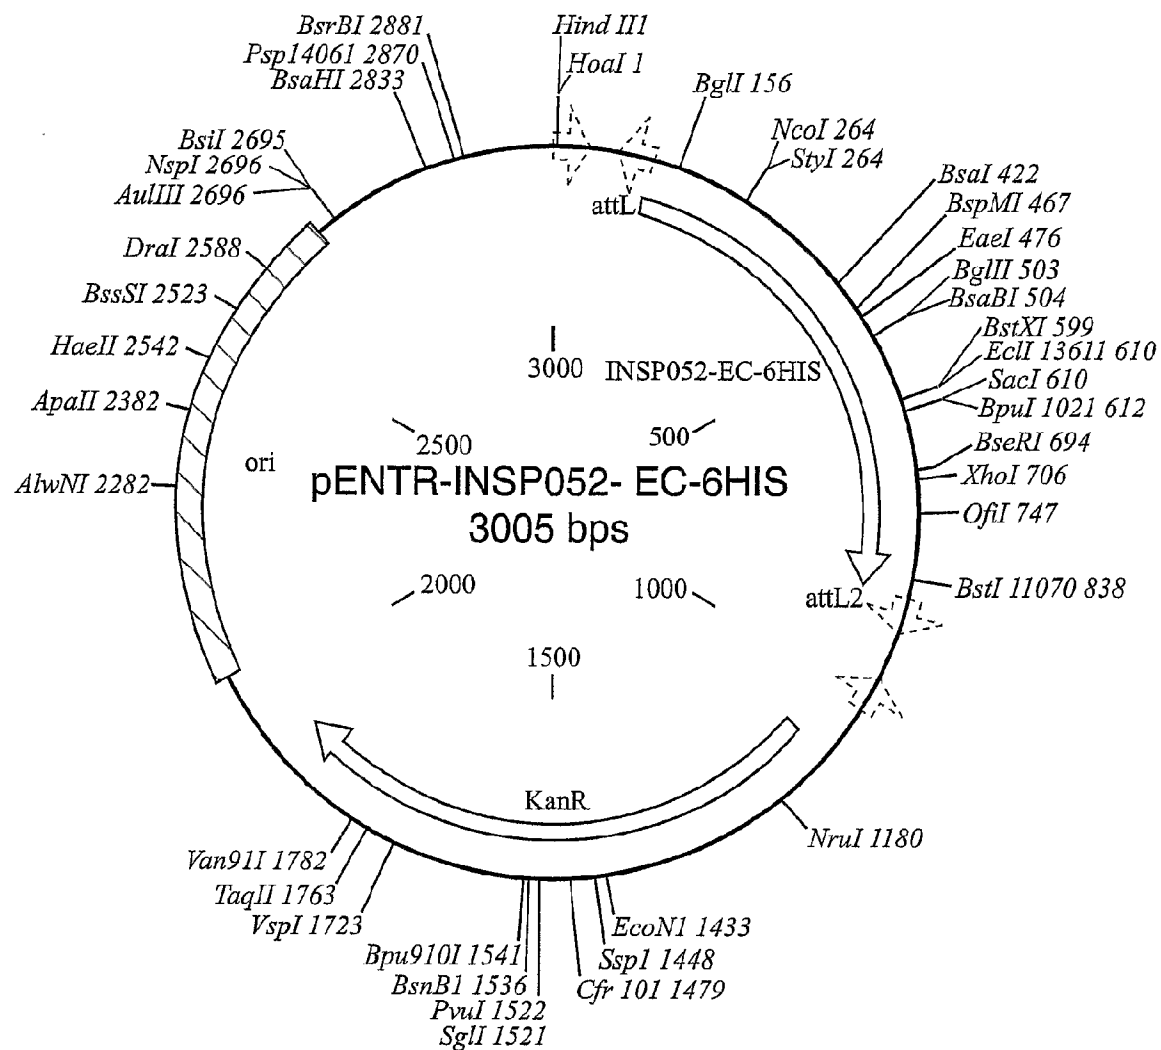 BsrBI 2881
Psp14061 2870
BsaHI 2833
Hind II1
HoaI 1
BglI 156
NcoI 264
StyI 264
BsaI 422
BspMI 467
EaeI 476
BglII 503
BsaBI 504
BstXI 599
EclI 13611 610
SacI 610
BpuI 1021 612
BseRI 694
XhoI 706
OfiI 747
BstI 11070 838
NruI 1180
EcoN1 1433
Ssp1 1448
Cfr 101 1479
Bpu910I 1541
BsnB1 1536
PvuI 1522
SglI 1521
Van91I 1782
TaqII 1763
VspI 1723
AlwNI 2282
ApaII 2382
HaeII 2542
BssSI 2523
DraI 2588
BsiI 2695
NspI 2696
AulIII 2696
attL
INSP052-EC-6HIS
attL2
KanR
ori
3000
500
1000
1500
2000
2500
pENTR-INSP052- EC-6HIS
3005 bps